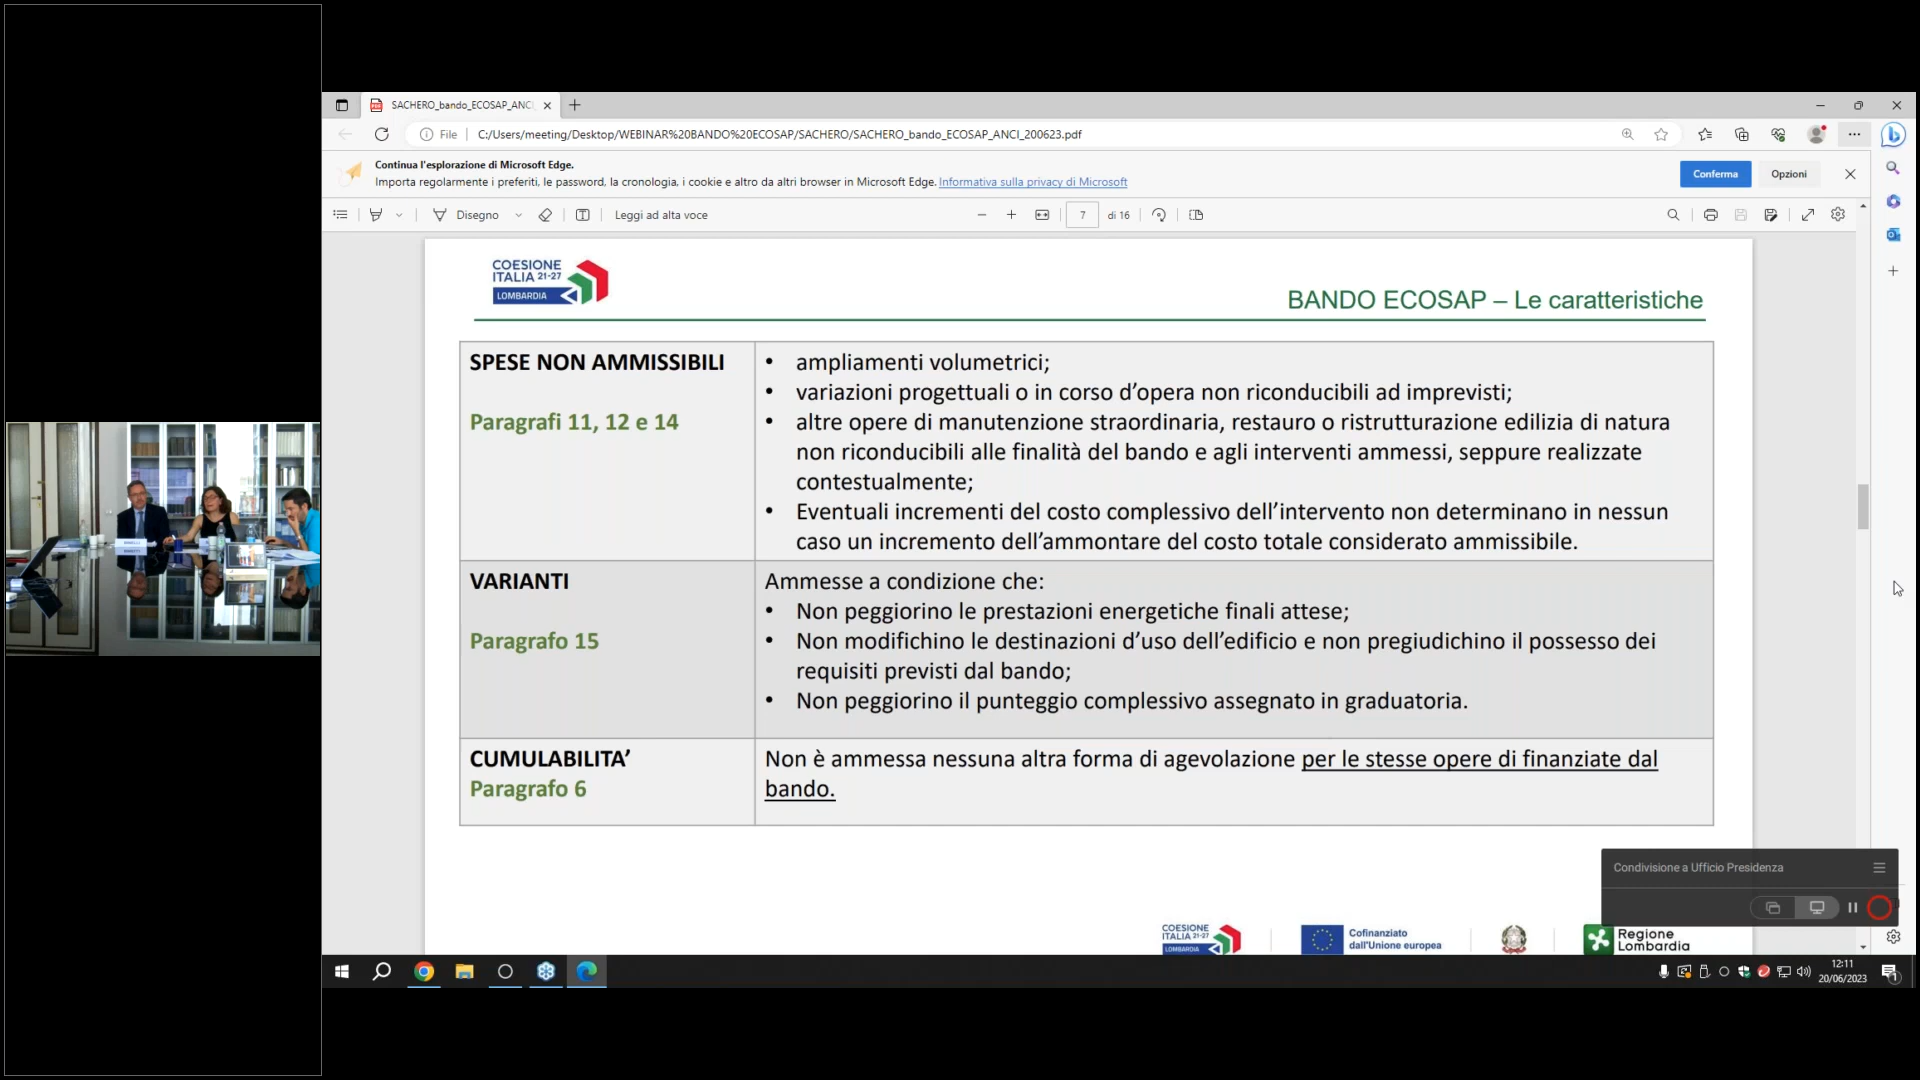 SACHERO_bando_ECOSAP_ANCI_
File
C:/Users/meeting/Desktop/WEBINAR%20BANDO%20ECOSAP/SACHERO/SACHERO_bando_ECOSAP_ANCI_200623.pdf
Continua l'esplorazione di Microsoft Edge.
Importa regolarmente i preferiti, le password, la cronologia, i cookie e altro da altri browser in Microsoft Edge. Informativa sulla privacy di Microsoft
Conferma
Opzioni
Disegno
Leggi ad alta voce
7 di 16
COESIONE
ITALIA 21-27
LOMBARDIA
BANDO ECOSAP – Le caratteristiche
SPESE NON AMMISSIBILI
Paragrafi 11, 12 e 14
• ampliamenti volumetrici;
• variazioni progettuali o in corso d’opera non riconducibili ad imprevisti;
• altre opere di manutenzione straordinaria, restauro o ristrutturazione edilizia di natura
non riconducibili alle finalità del bando e agli interventi ammessi, seppure realizzate
contestualmente;
• Eventuali incrementi del costo complessivo dell’intervento non determinano in nessun
caso un incremento dell’ammontare del costo totale considerato ammissibile.
VARIANTI
Paragrafo 15
Ammesse a condizione che:
• Non peggiorino le prestazioni energetiche finali attese;
• Non modifichino le destinazioni d’uso dell’edificio e non pregiudichino il possesso dei
requisiti previsti dal bando;
• Non peggiorino il punteggio complessivo assegnato in graduatoria.
CUMULABILITA’
Paragrafo 6
Non è ammessa nessuna altra forma di agevolazione per le stesse opere di finanziate dal
bando.
Condivisione a Ufficio Presidenza
COESIONE
ITALIA 21-27
LOMBARDIA
Cofinanziato
dall'Unione europea
Regione
Lombardia
12:11
20/06/2023
1